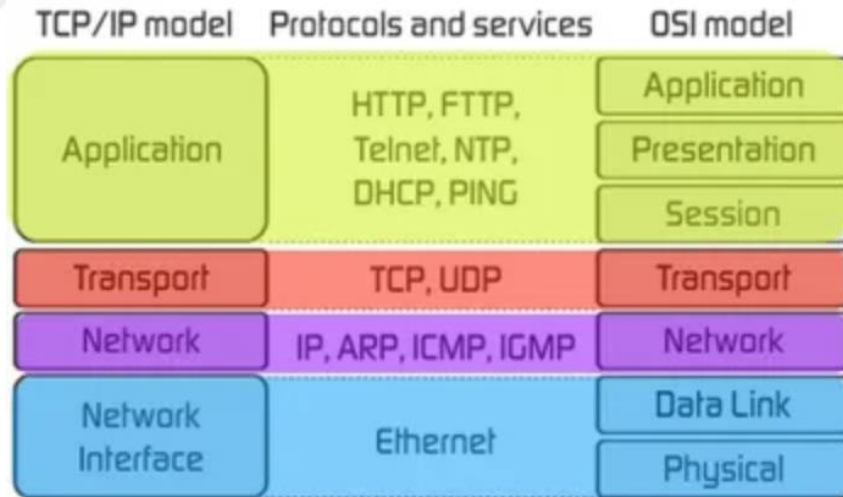 TCP/IP model Protocols and services OSI model
Application
HTTP, FTTP,
Telnet, NTP,
DHCP, PING
Application
Presentation
Session
Transport TCP, UDP Transport
Network IP, ARP, ICMP, IGMP Network
Network
Interface
Ethernet
Data Link
Physical